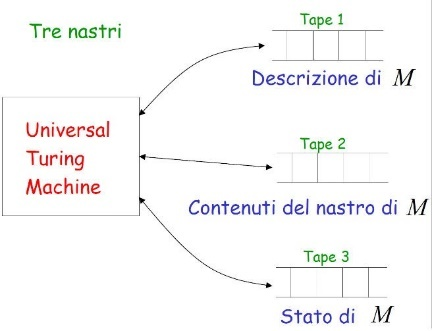 Tre nastri
Tape 1
Descrizione di M
Universal
Turing
Machine
Tape 2
Contenuti del nastro di M
Tape 3
Stato di M